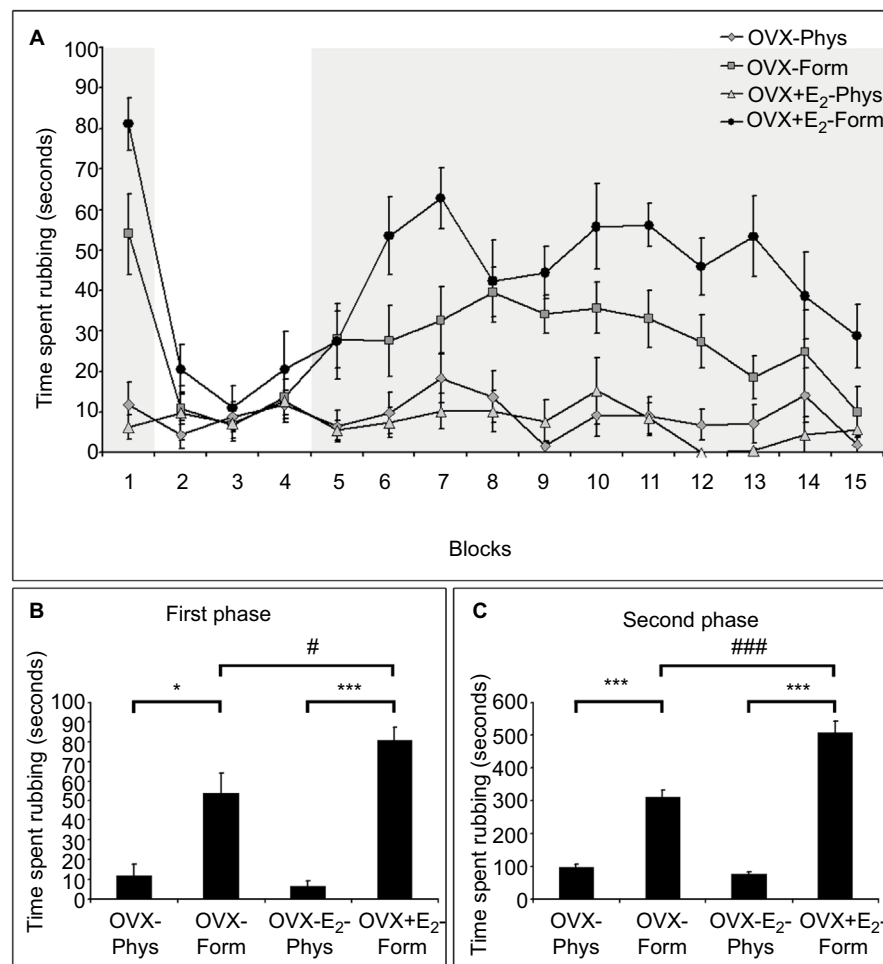 A
OVX-Phys
OVX-Form
OVX+E₂-Phys
OVX+E₂-Form
Time spent rubbing (seconds)
100
90
80
70
60
50
40
30
20
10
0
1 2 3 4 5 6 7 8 9 10 11 12 13 14 15
Blocks
B
First phase
#
* ***
Time spent rubbing (seconds)
100
90
80
70
60
50
40
30
20
10
0
OVX-Phys
OVX-Form
OVX-E₂-Phys
OVX+E₂-Form
C
Second phase
###
*** ***
Time spent rubbing (seconds)
600
500
400
300
200
100
0
OVX-Phys
OVX-Form
OVX-E₂-Phys
OVX+E₂-Form